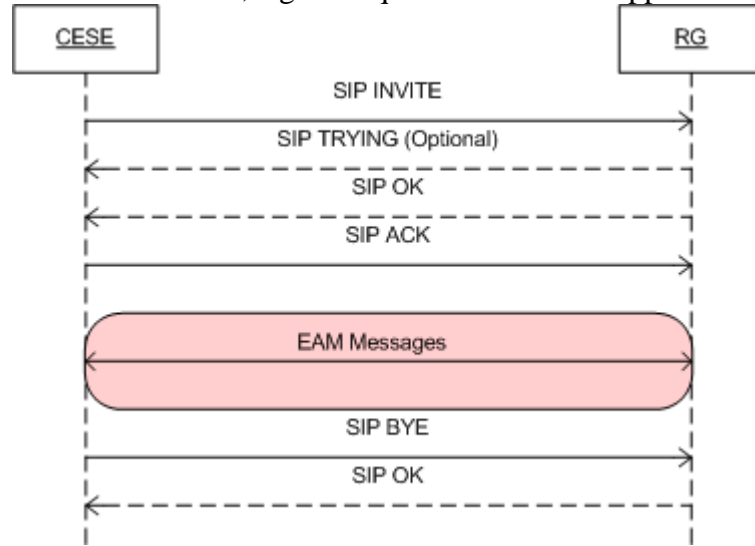 CESE
RG
SIP INVITE
SIP TRYING (Optional)
SIP OK
SIP ACK
EAM Messages
SIP BYE
SIP OK